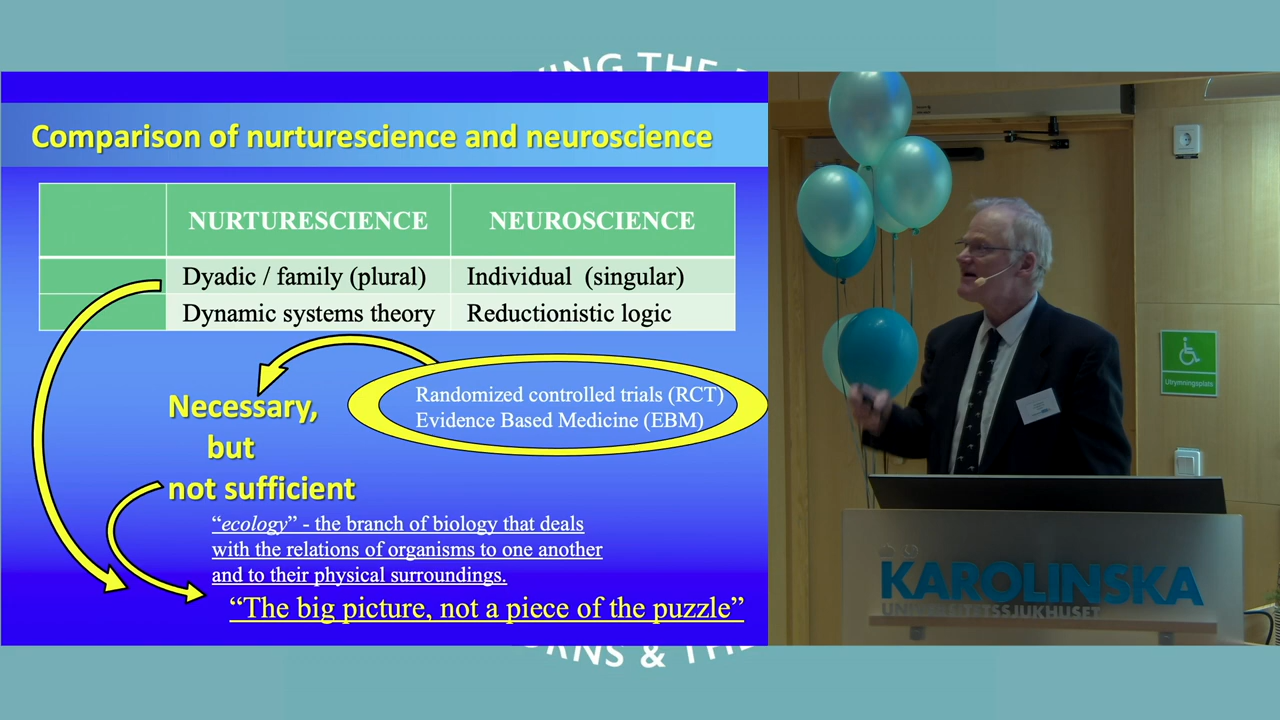 Comparison of nurturescience and neuroscience
NURTURESCIENCE NEUROSCIENCE
Dyadic / family (plural) Individual (singular)
Dynamic systems theory Reductionistic logic
Randomized controlled trials (RCT)
Evidence Based Medicine (EBM)
Necessary,
but
not sufficient
“ecology” - the branch of biology that deals
with the relations of organisms to one another
and to their physical surroundings.
“The big picture, not a piece of the puzzle”
THE
& THE
Utrymningsplats
KAROLINSKA
UNIVERSITETSSJUKHUSET